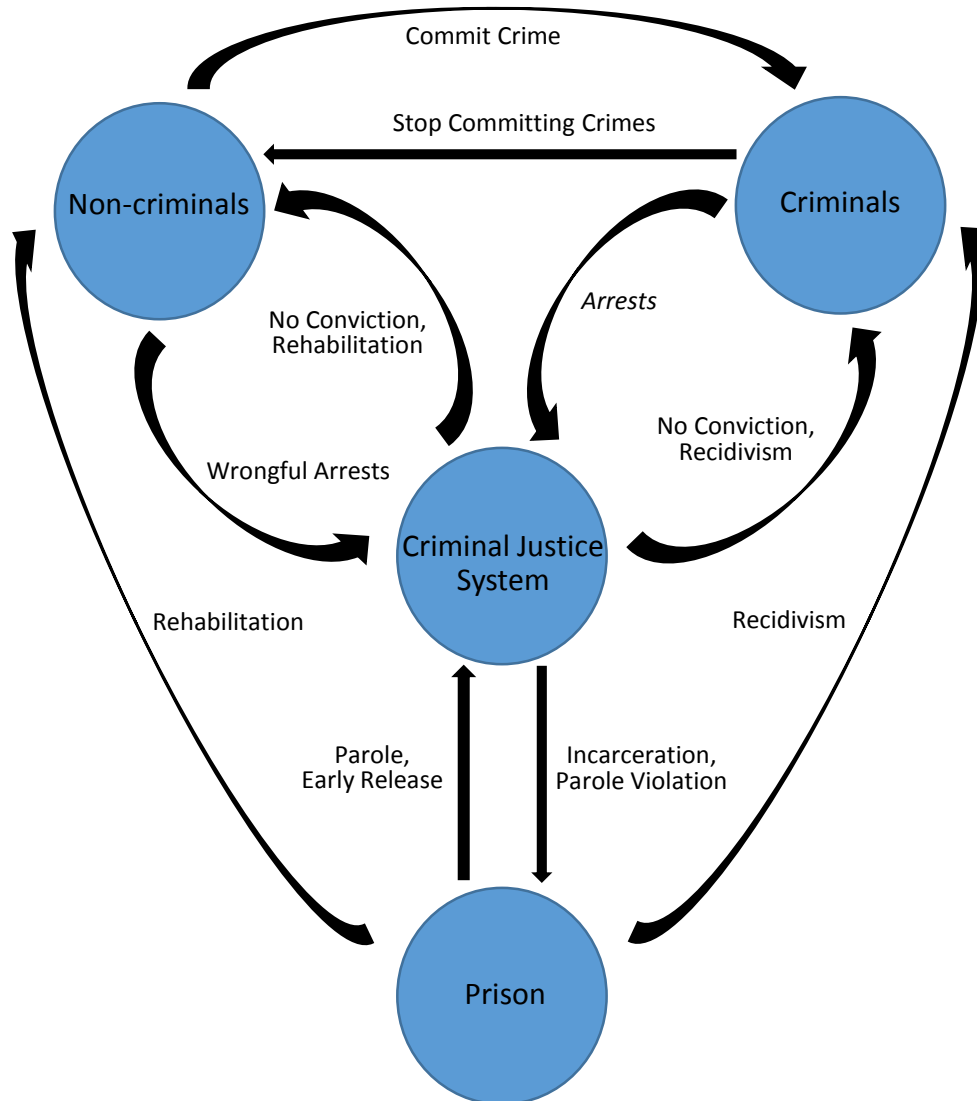 Commit Crime
Stop Committing Crimes
Non-criminals
Criminals
No Conviction,
Rehabilitation
Arrests
No Conviction,
Recidivism
Wrongful Arrests
Criminal Justice
System
Rehabilitation
Recidivism
Parole,
Early Release
Incarceration,
Parole Violation
Prison